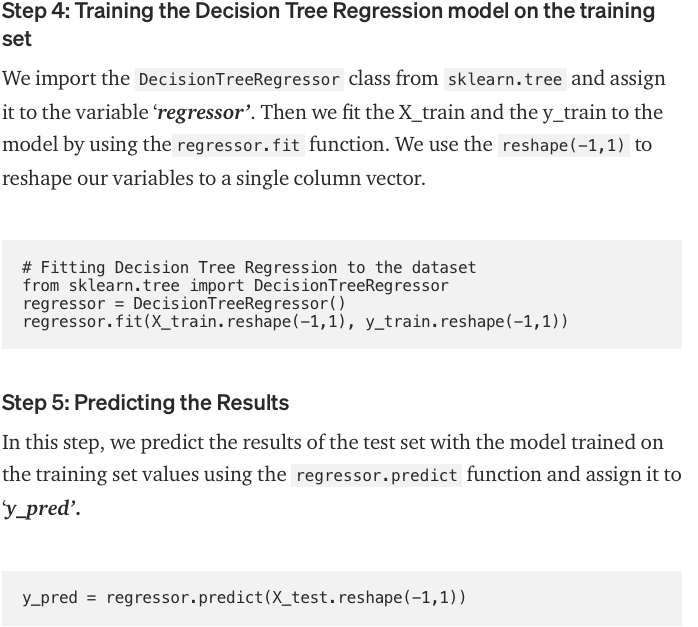 Step 4: Training the Decision Tree Regression model on the training
set
We import the DecisionTreeRegressor class from sklearn.tree and assign
it to the variable ‘regressor’. Then we fit the X_train and the y_train to the
model by using the regressor.fit function. We use the reshape(-1,1) to
reshape our variables to a single column vector.
# Fitting Decision Tree Regression to the dataset
from sklearn.tree import DecisionTreeRegressor
regressor = DecisionTreeRegressor()
regressor.fit(X_train.reshape(-1,1), y_train.reshape(-1,1))
Step 5: Predicting the Results
In this step, we predict the results of the test set with the model trained on
the training set values using the regressor.predict function and assign it to
‘y_pred’.
y_pred = regressor.predict(X_test.reshape(-1,1))